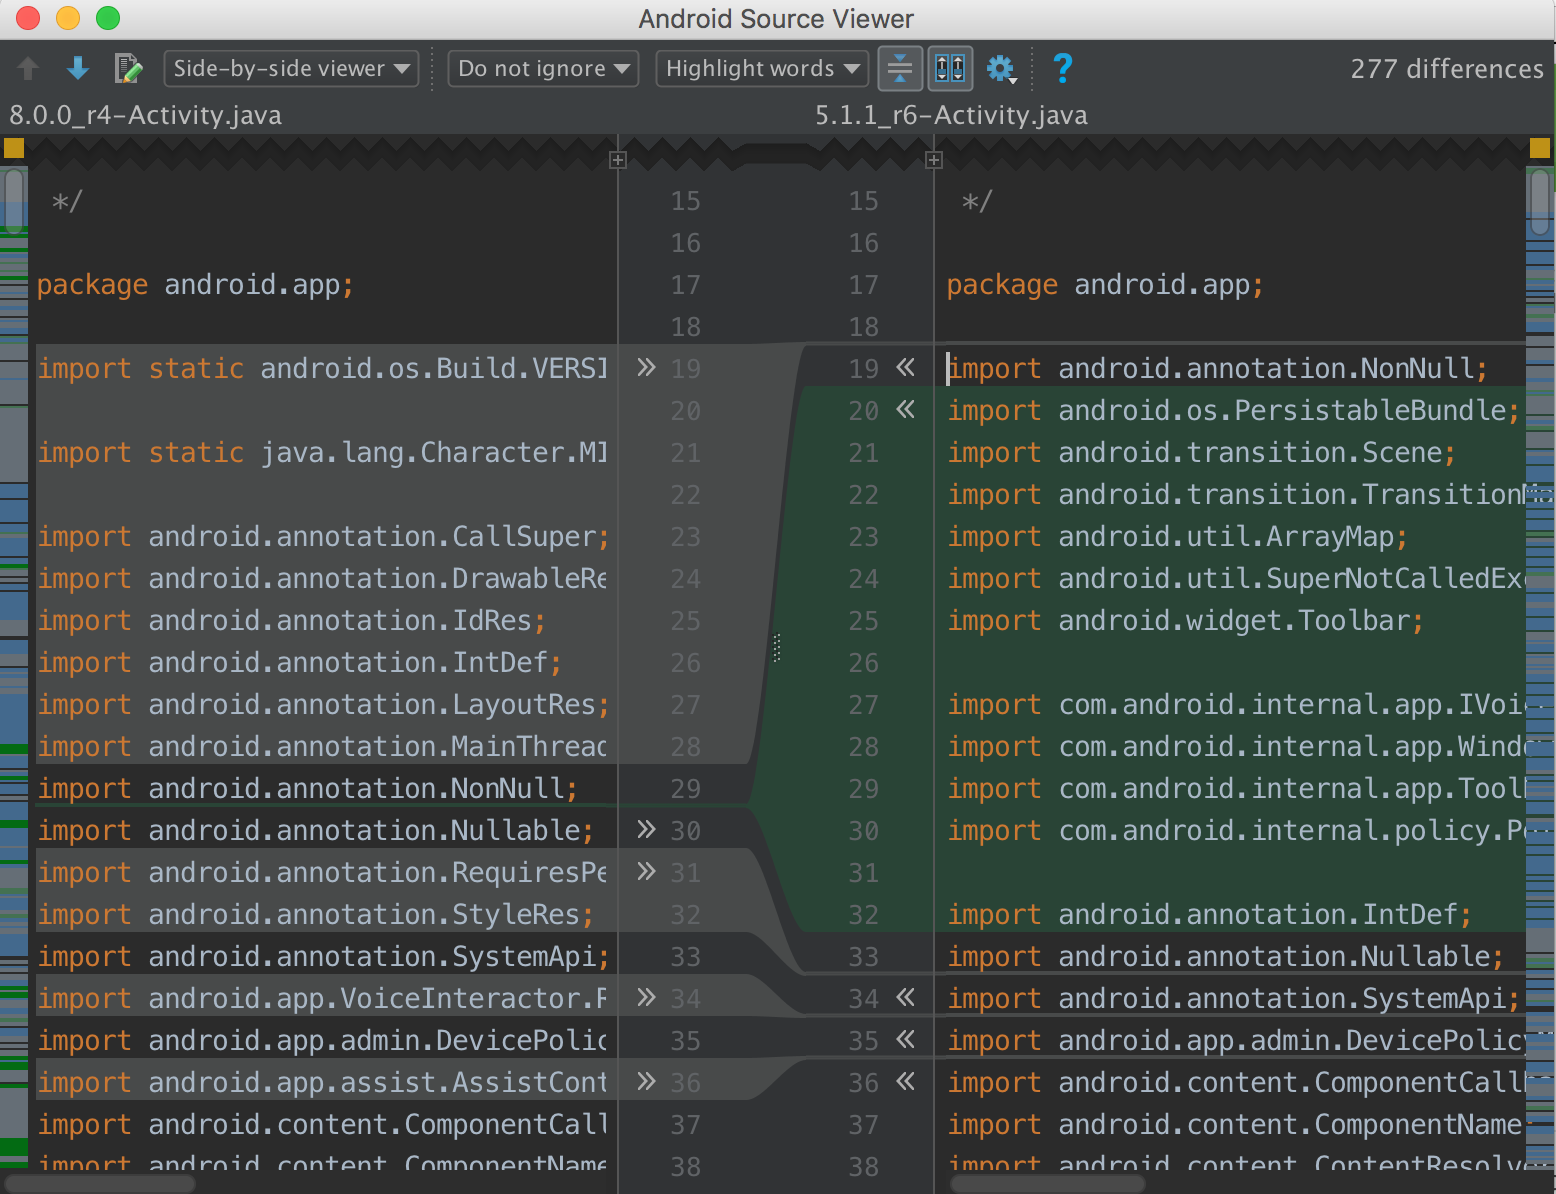 Android Source Viewer
Side-by-side viewer Do not ignore Highlight words ? 277 differences
8.0.0_r4-Activity.java 5.1.1_r6-Activity.java
*/ 15 15 */
16 16
package android.app; 17 17 package android.app;
18 18
import static android.os.Build.VERSI » 19 19 « import android.annotation.NonNull;
20 20 « import android.os.PersistableBundle;
import static java.lang.Character.MI 21 21 import android.transition.Scene;
22 22 import android.transition.TransitionMa
import android.annotation.CallSuper; 23 23 import android.util.ArrayMap;
import android.annotation.DrawableRe 24 24 import android.util.SuperNotCalledExc
import android.annotation.IdRes; 25 25 import android.widget.Toolbar;
import android.annotation.IntDef; 26 26
import android.annotation.LayoutRes; 27 27 import com.android.internal.app.IVoic
import android.annotation.MainThread 28 28 import com.android.internal.app.Windo
import android.annotation.NonNull; 29 29 import com.android.internal.app.Tool
import android.annotation.Nullable; » 30 30 import com.android.internal.policy.Po
import android.annotation.RequiresPe » 31 31
import android.annotation.StyleRes; 32 32 import android.annotation.IntDef;
import android.annotation.SystemApi; 33 33 import android.annotation.Nullable;
import android.app.VoiceInteractor.R » 34 34 « import android.annotation.SystemApi;
import android.app.admin.DevicePolic 35 35 « import android.app.admin.DevicePolicy
import android.app.assist.AssistCont » 36 36 « import android.content.ComponentCallb
import android.content.ComponentCall 37 37 import android.content.ComponentName
import android.content.ComponentName 38 38 import android.content.ContentResolve